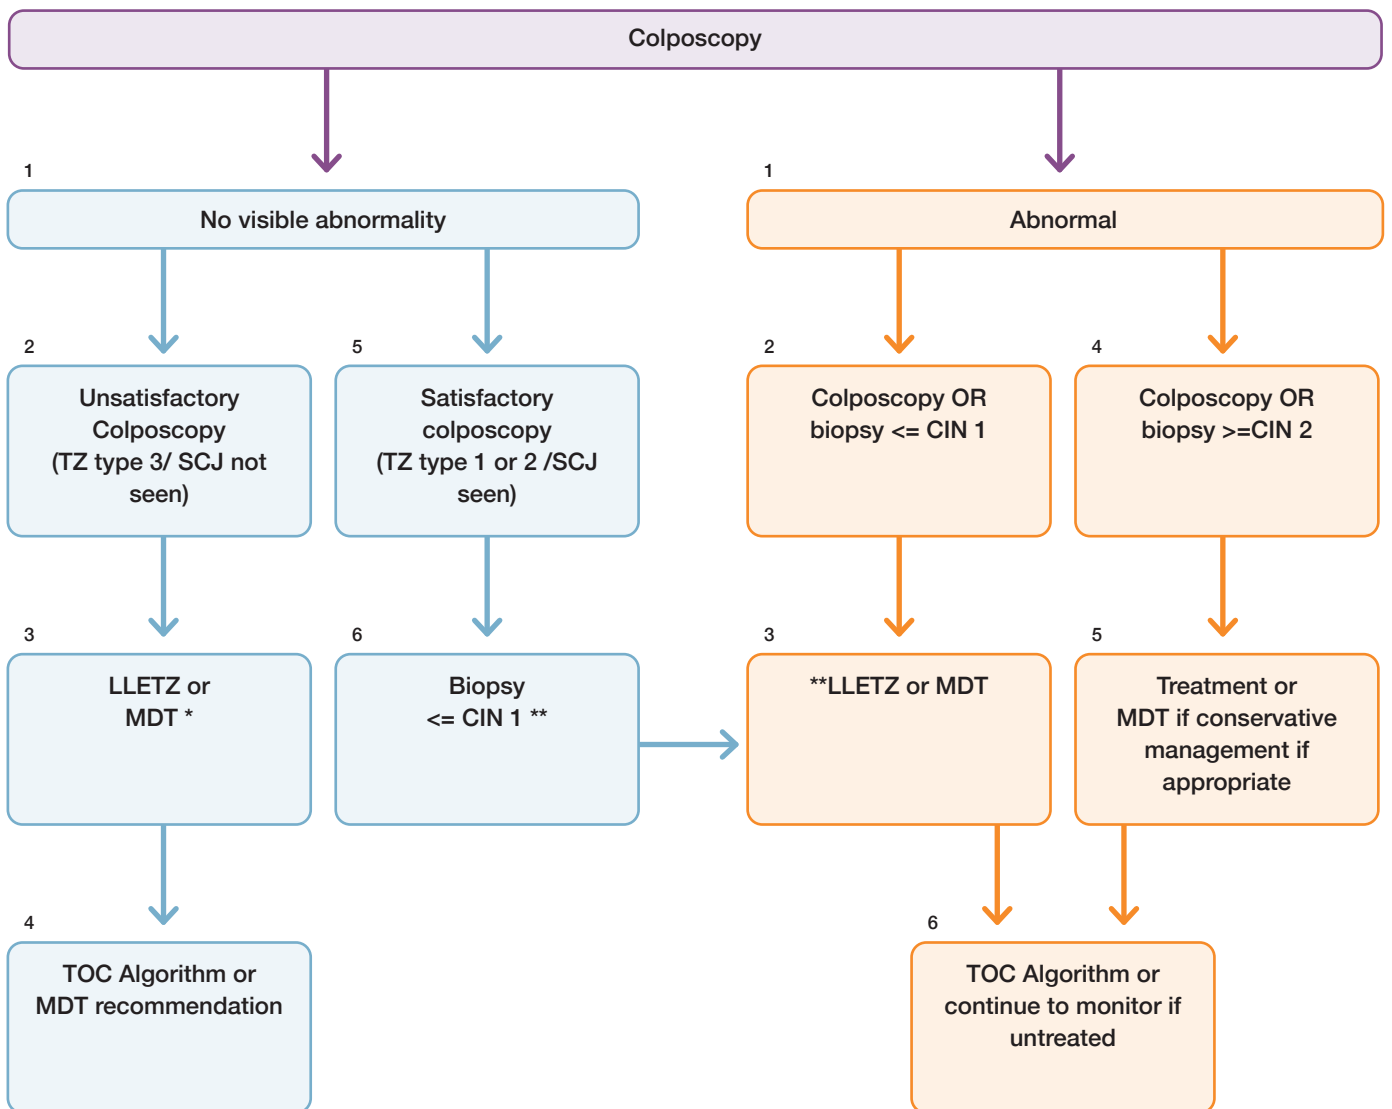 Colposcopy
1
No visible abnormality
1
Abnormal
2
Unsatisfactory
Colposcopy
(TZ type 3/ SCJ not
seen)
5
Satisfactory
colposcopy
(TZ type 1 or 2 /SCJ
seen)
2
Colposcopy OR
biopsy <= CIN 1
4
Colposcopy OR
biopsy >=CIN 2
3
LLETZ or
MDT *
6
Biopsy
<= CIN 1 **
3
**LLETZ or MDT
5
Treatment or
MDT if conservative
management if
appropriate
4
TOC Algorithm or
MDT recommendation
6
TOC Algorithm or
continue to monitor if
untreated